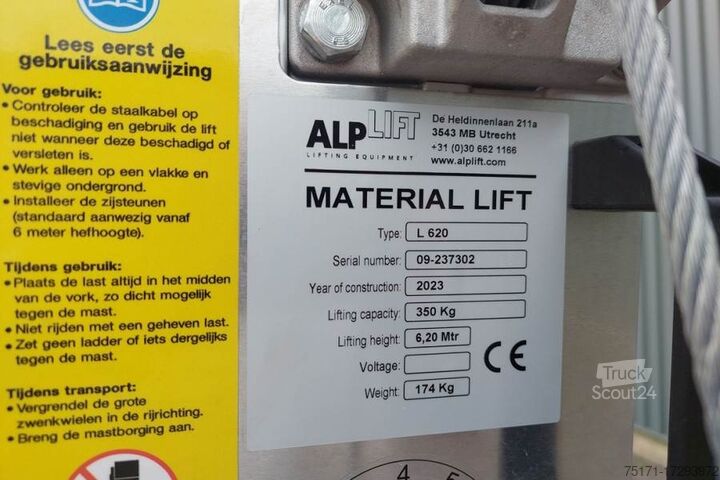 Lees eerst de
gebruiksaanwijzing
Voor gebruik:
• Controleer de staalkabel op
beschadiging en gebruik de lift
niet wanneer deze beschadigd of
versleten is.
• Werk alleen op een vlakke en
stevige ondergrond.
• Installeer de zijsteunen
(standaard aanwezig vanaf
6 meter hefhoogte).
Tijdens gebruik:
• Plaats de last altijd in het midden
van de vork, zo dicht mogelijk
tegen de mast.
• Niet rijden met een geheven last.
• Zet geen ladder of iets dergelijks
tegen de mast.
Tijdens transport:
• Vergrendel de grote
zwenkwielen in de rijrichting.
• Breng de mastborging aan.
ALP LIFT
LIFTING EQUIPMENT
De Heldinnenlaan 211a
3543 MB Utrecht
+31 (0)30 662 1166
www.alplift.com
MATERIAL LIFT
Type: L 620
Serial number: 09-237302
Year of construction: 2023
Lifting capacity: 350 Kg
Lifting height: 6,20 Mtr
Voltage:
Weight: 174 Kg
CE
4 5
Truck
Scout24
75171-17293972